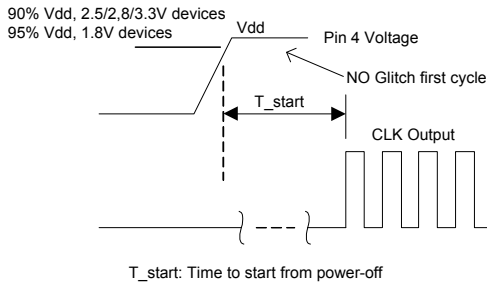 90% Vdd, 2.5/2,8/3.3V devices
95% Vdd, 1.8V devices
Vdd
Pin 4 Voltage
NO Glitch first cycle
T_start
CLK Output
T_start: Time to start from power-off